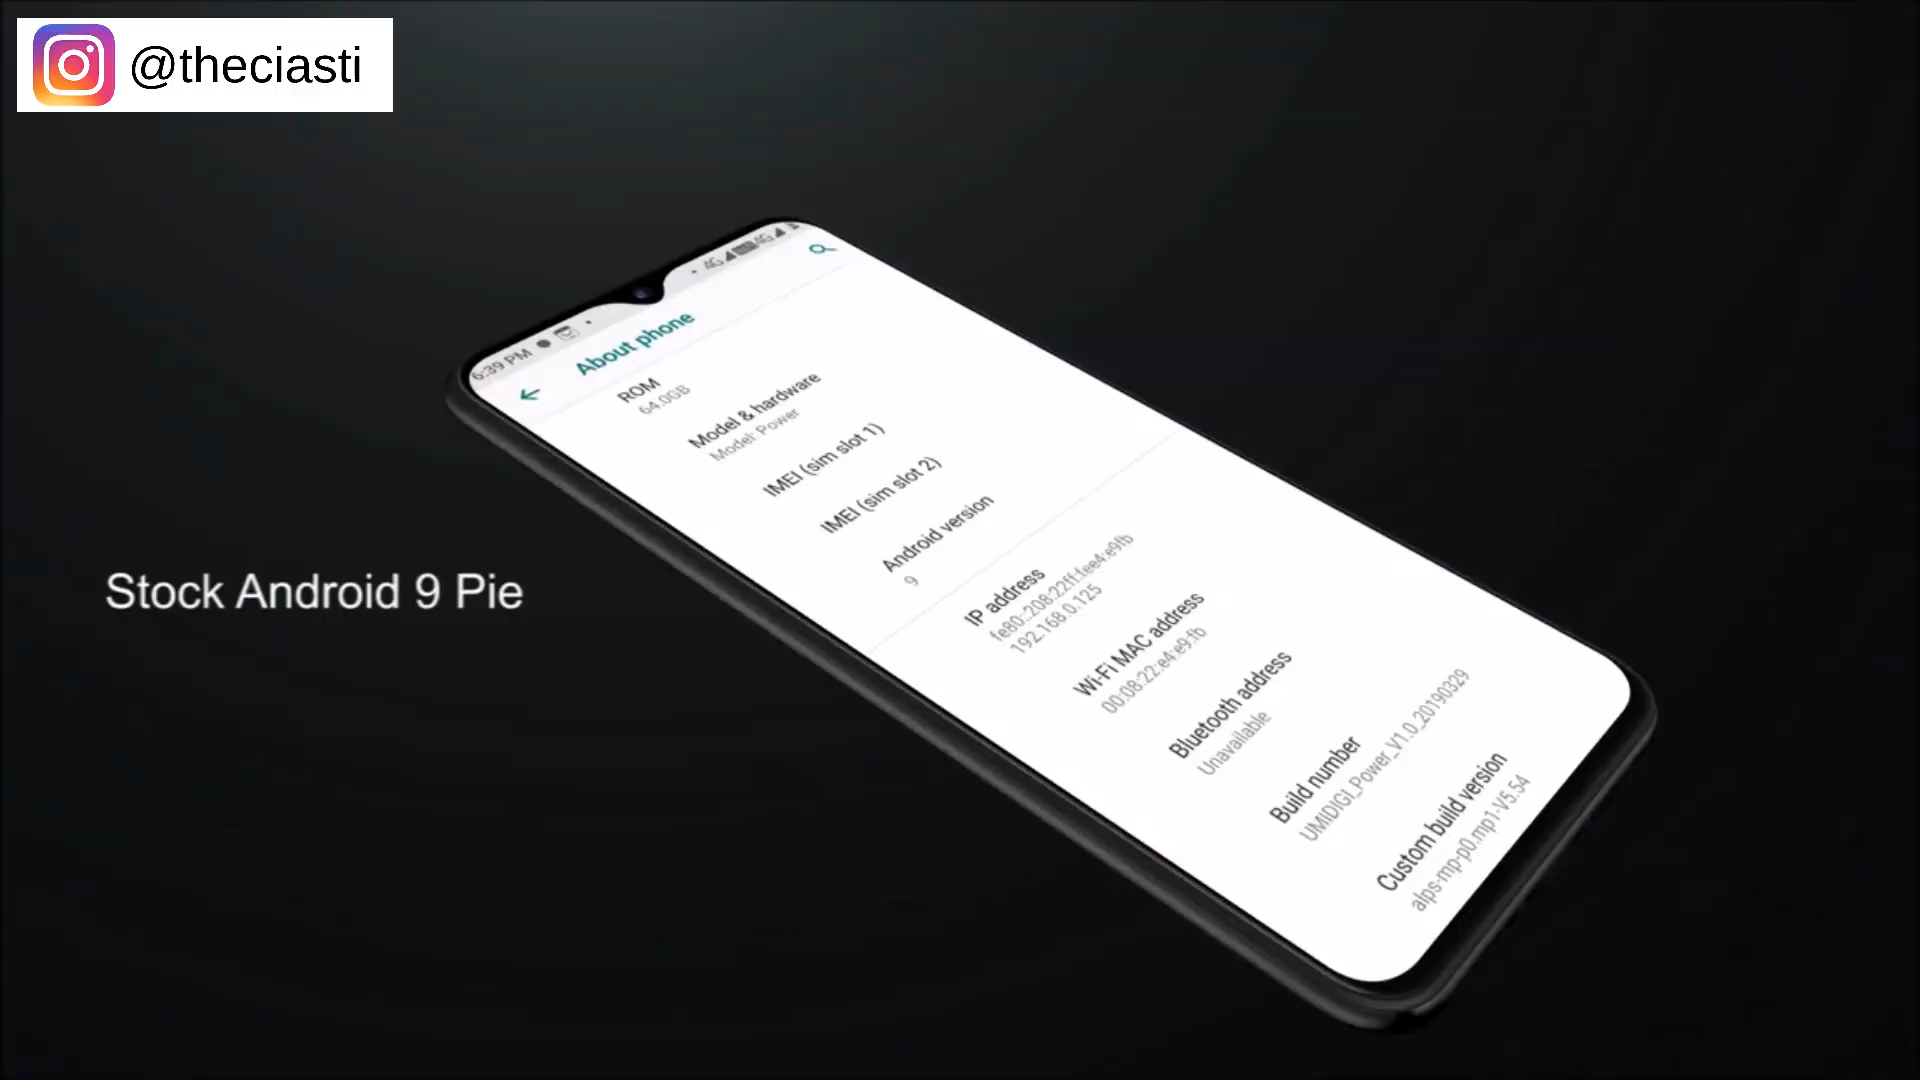 @theciasti
6:39 PM
4G
4G
About phone
ROM
64.0GB
Model & hardware
Model: Power
IMEI (sim slot 1)
IMEI (sim slot 2)
Android version
9
IP address
fe80::208:22ff:fee4:e9fb
192.168.0.125
Wi-Fi MAC address
00:08:22:e4:e9:fb
Bluetooth address
Unavailable
Build number
UMIDIGI_Power_V1.0_20190329
Custom build version
alps-mp-p0.mp1-V5.54
Stock Android 9 Pie